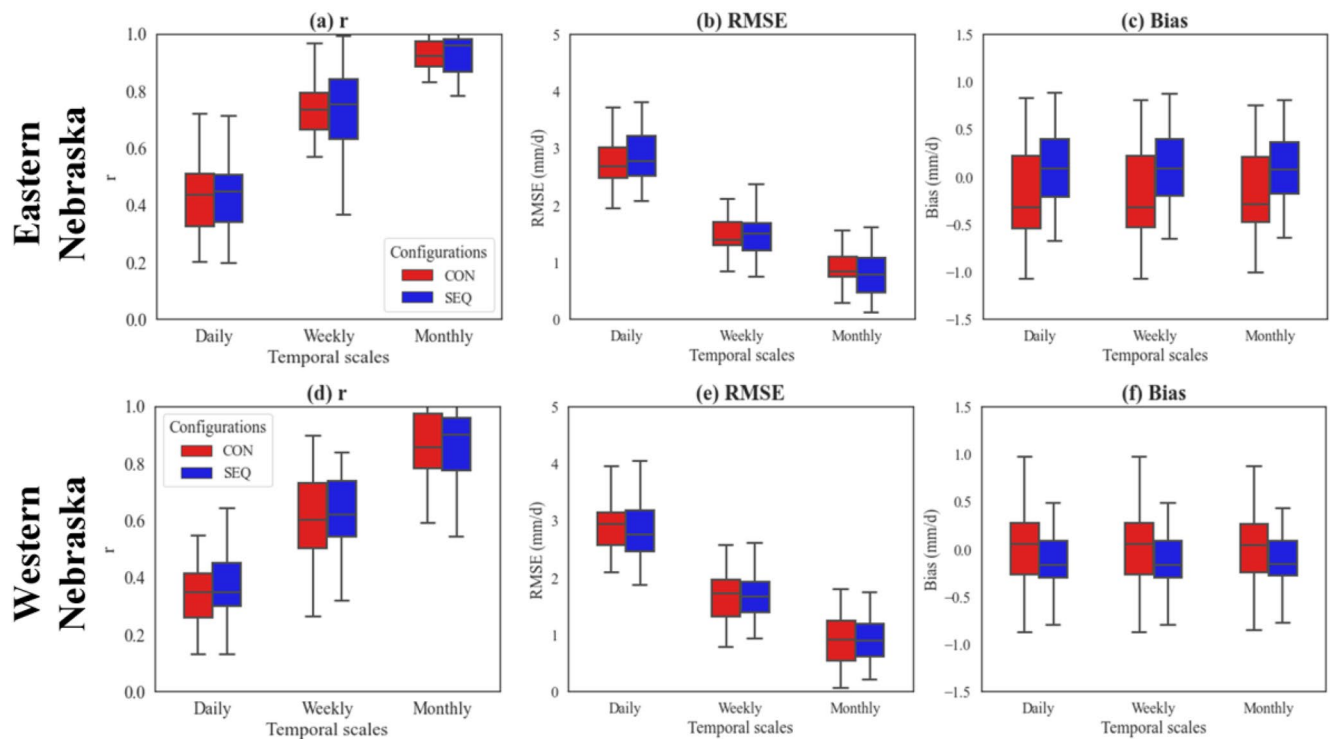 Eastern
Nebraska
(a) r
1.0
0.8
0.6
0.4
0.2
0.0
r
Configurations
CON
SEQ
Daily Weekly Monthly
Temporal scales
(b) RMSE
5
4
3
2
1
0
RMSE (mm/d)
Daily Weekly Monthly
Temporal scales
(c) Bias
1.5
1.0
0.5
0.0
−0.5
−1.0
−1.5
Bias (mm/d)
Daily Weekly Monthly
Temporal scales
Western
Nebraska
(d) r
1.0
0.8
0.6
0.4
0.2
0.0
r
Configurations
CON
SEQ
Daily Weekly Monthly
Temporal scales
(e) RMSE
5
4
3
2
1
0
RMSE (mm/d)
Daily Weekly Monthly
Temporal scales
(f) Bias
1.5
1.0
0.5
0.0
−0.5
−1.0
−1.5
Bias (mm/d)
Daily Weekly Monthly
Temporal scales